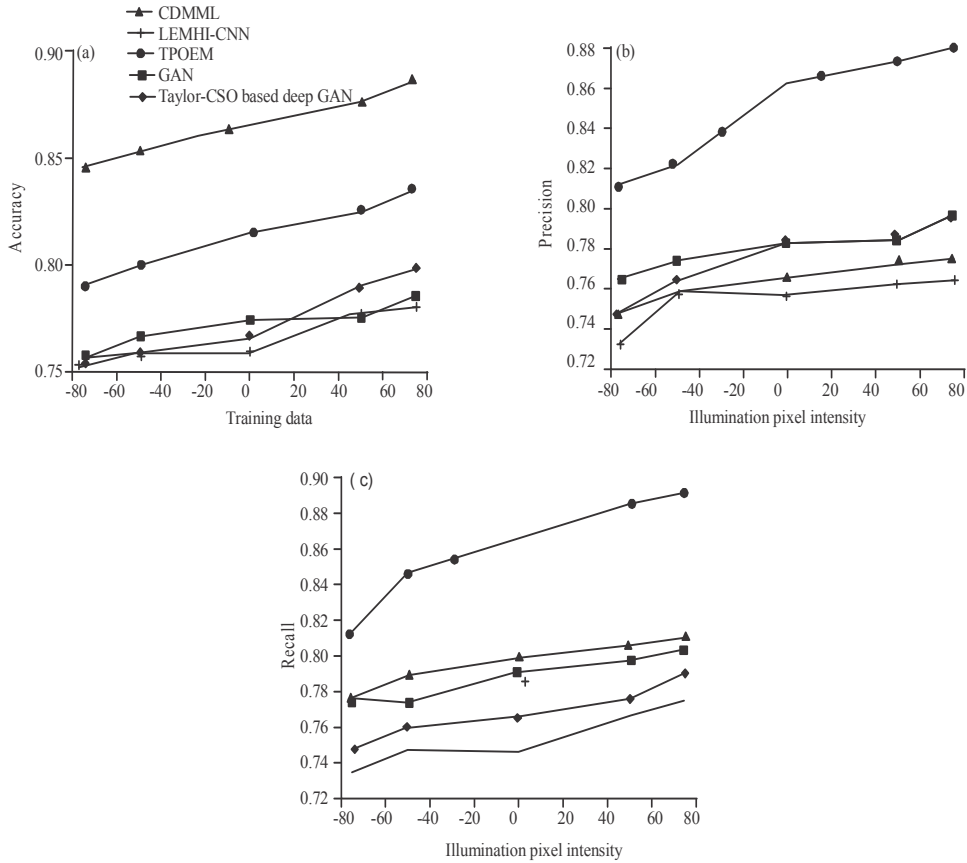 CDMML
LEMHI-CNN
TPOEM
GAN
Taylor-CSO based deep GAN
(a)
0.90
0.85
0.80
0.75
Accuracy
-80 -60 -40 -20 0 20 40 60 80
Training data
(b)
0.88
0.86
0.84
0.82
0.80
0.78
0.76
0.74
0.72
Precision
-80 -60 -40 -20 0 20 40 60 80
Illumination pixel intensity
( c)
0.90
0.88
0.86
0.84
0.82
0.80
0.78
0.76
0.74
0.72
Recall
-80 -60 -40 -20 0 20 40 60 80
Illumination pixel intensity